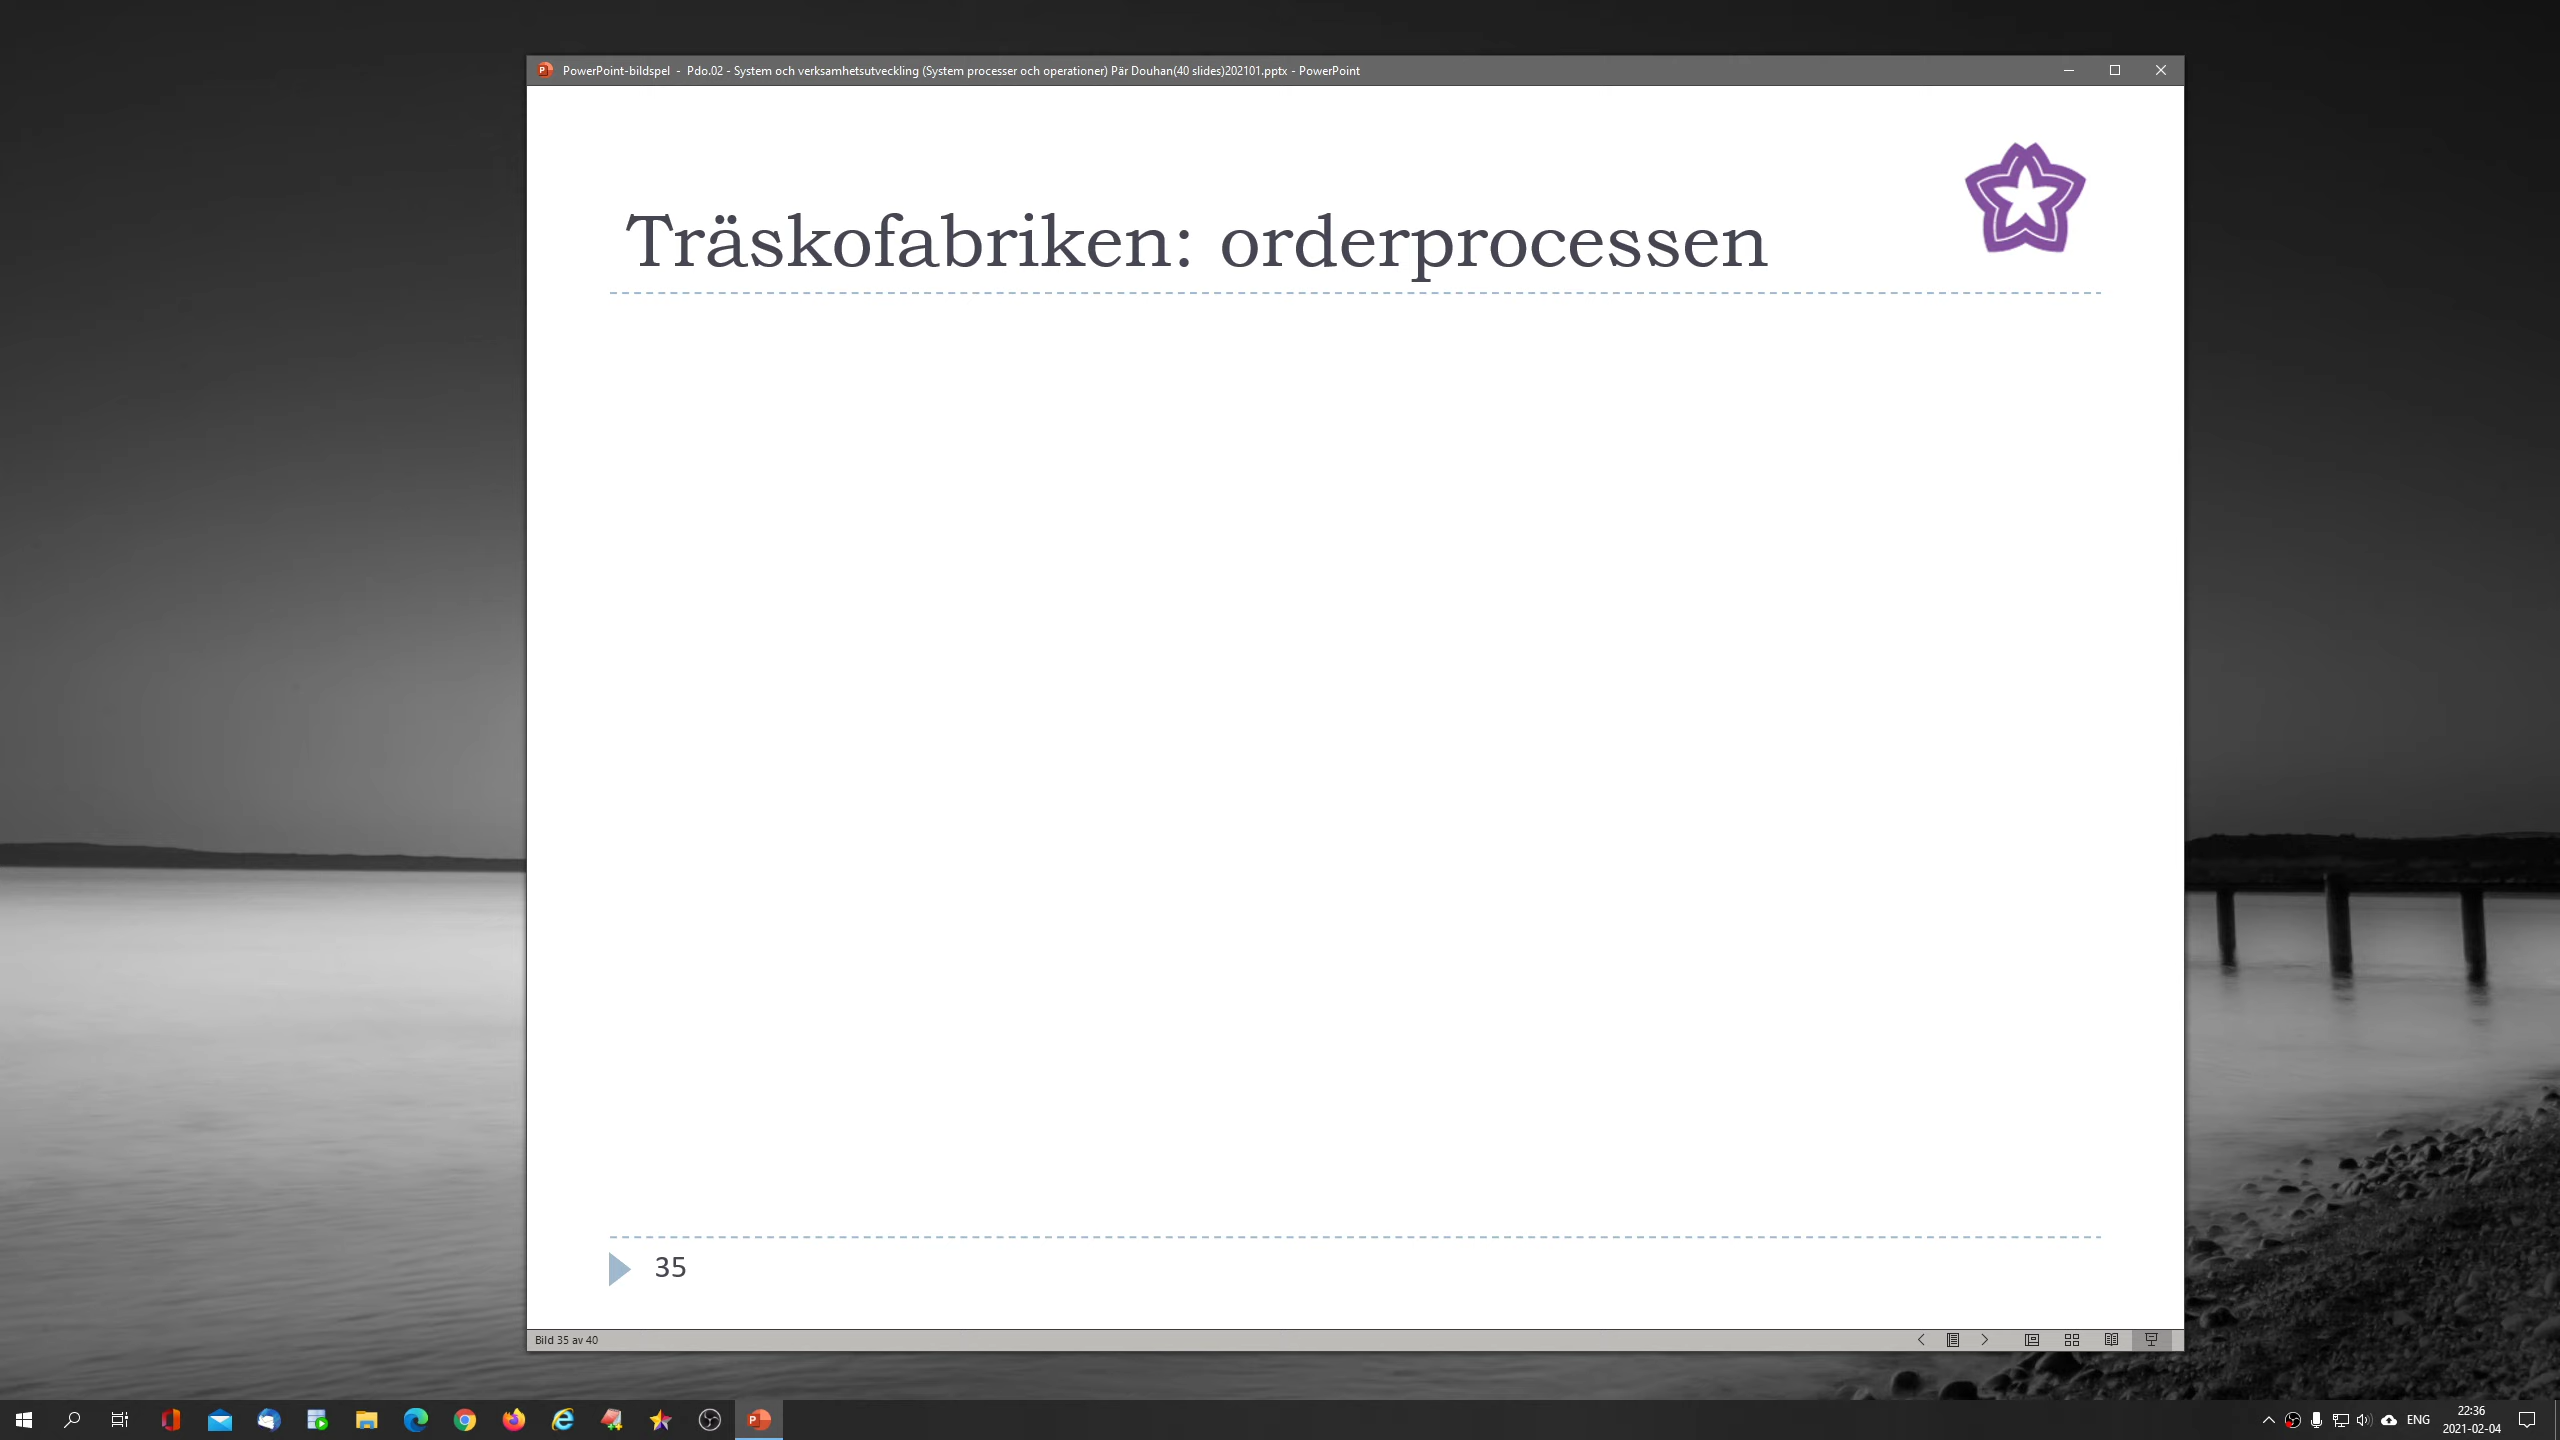 PowerPoint-bildspel - Pdo.02 - System och verksamhetsutveckling (System processer och operationer) Pär Douhan(40 slides)202101.pptx - PowerPoint
Träskofabriken: orderprocessen
35
Bild 35 av 40
ENG
22:36
2021-02-04